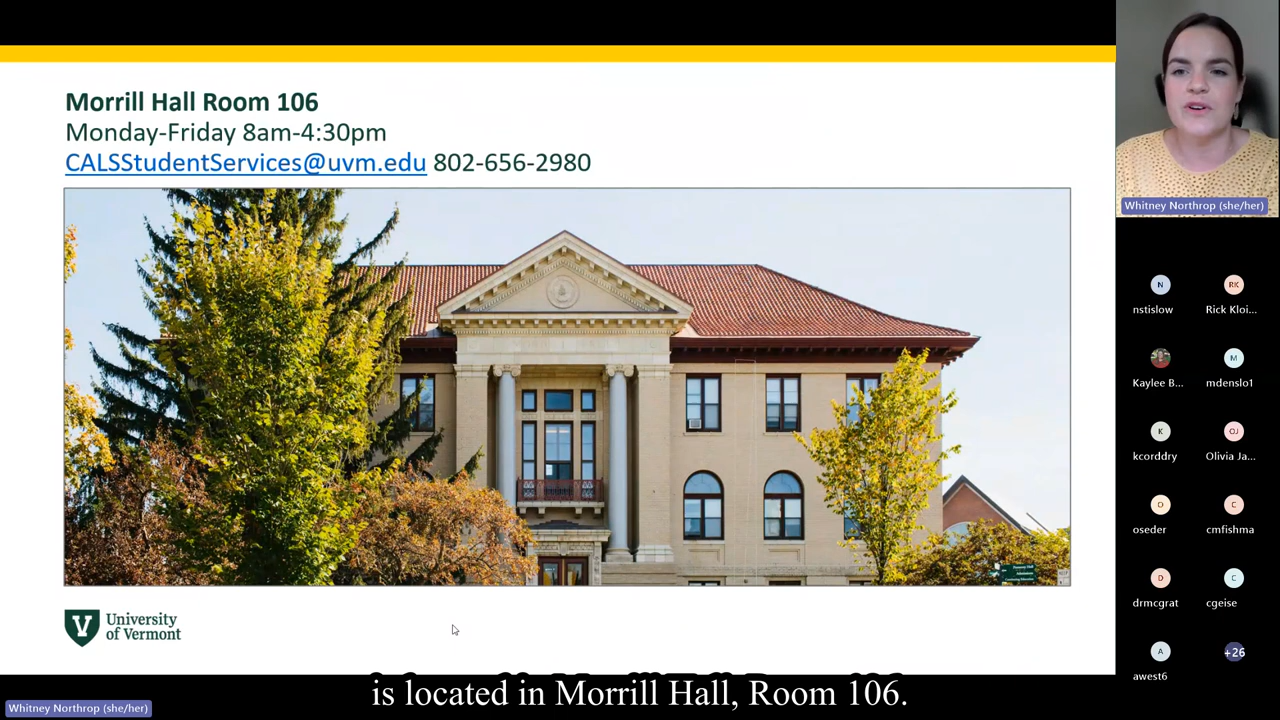 Morrill Hall Room 106
Monday-Friday 8am-4:30pm
CALSStudentServices@uvm.edu 802-656-2980
University
of Vermont
is located in Morrill Hall, Room 106.
Whitney Northrop (she/her)
Whitney Northrop (she/her)
N
RK
nstislow
Rick Kloi...
M
Kaylee B...
mdenslo1
K
OJ
kcorddry
Olivia Ja...
O
C
oseder
cmfishma
D
C
drmcgrat
cgeise
A
+26
awest6